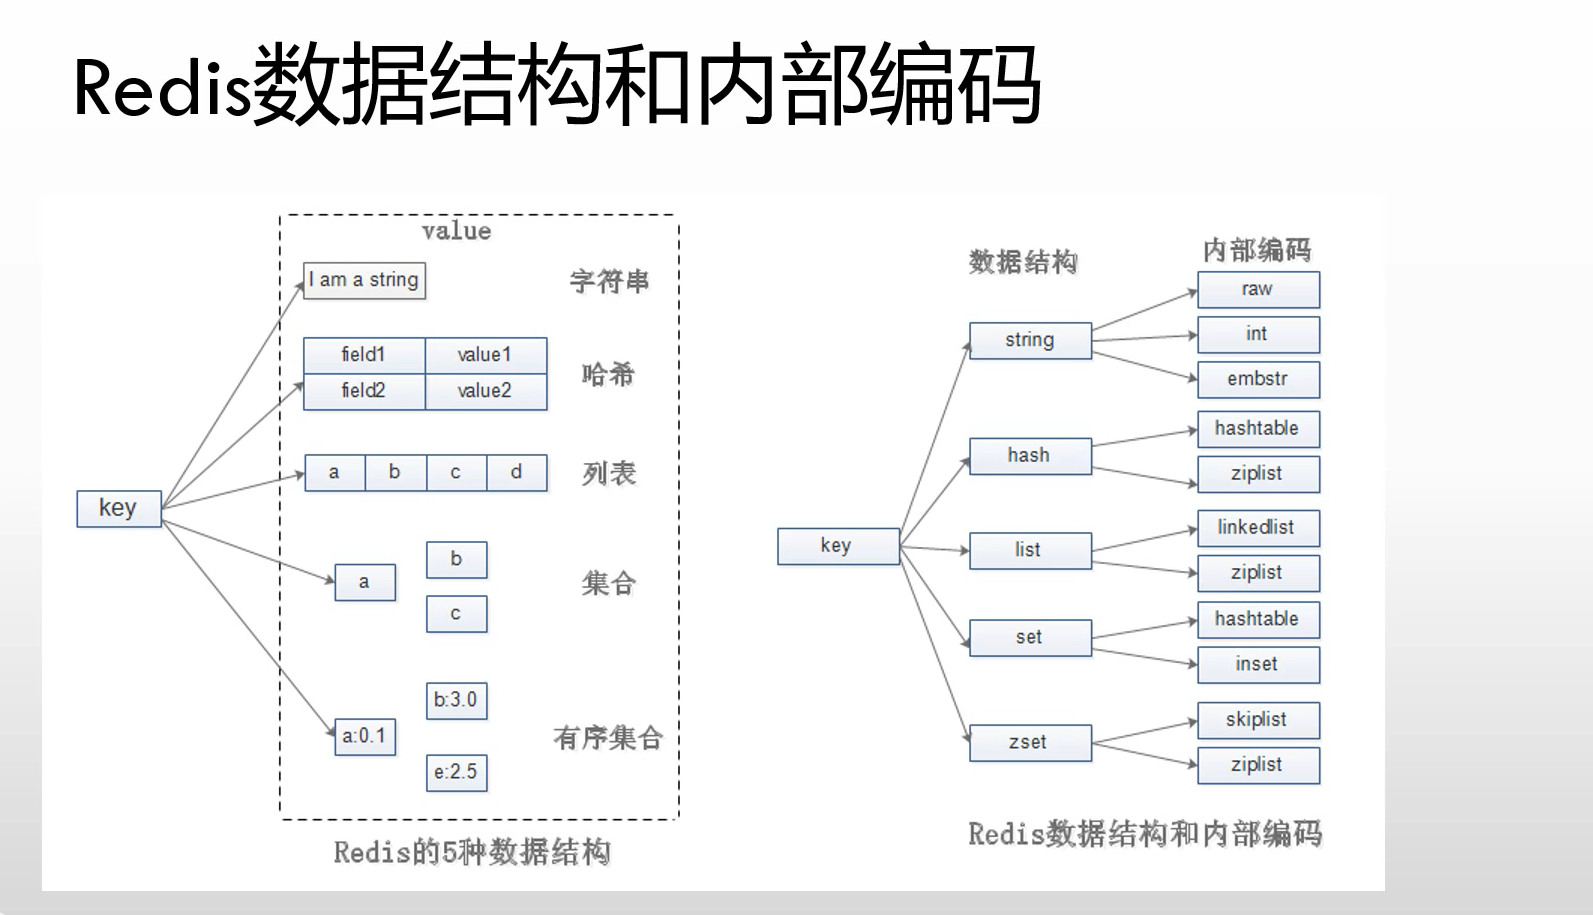 Redis数据结构和内部编码
value
I am a string
字符串
field1
value1
field2
value2
哈希
a
b
c
d
列表
key
a
b
c
集合
a:0.1
b:3.0
e:2.5
有序集合
Redis的5种数据结构
数据结构
内部编码
key
string
raw
int
embstr
hash
hashtable
ziplist
list
linkedlist
ziplist
set
hashtable
inset
zset
skiplist
ziplist
Redis数据结构和内部编码